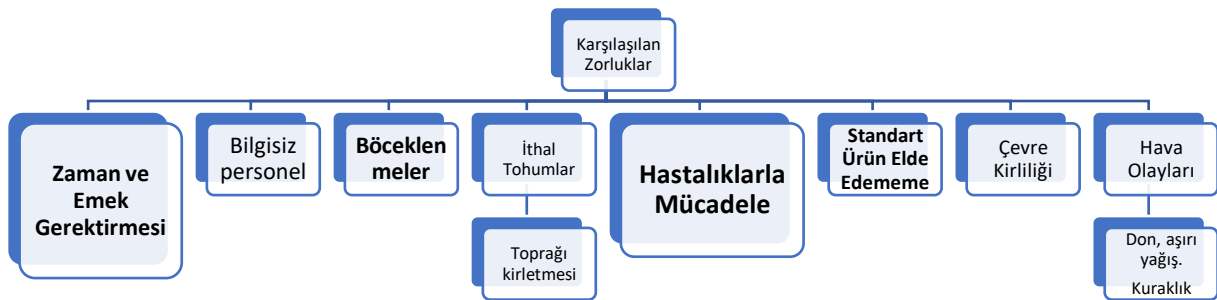 Karşılaşılan
Zorluklar
Zaman ve
Emek
Gerektirmesi
Bilgisiz
personel
Böceklen
meler
İthal
Tohumlar
Hastalıklarla
Mücadele
Standart
Ürün Elde
Edememe
Çevre
Kirliliği
Hava
Olayları
Toprağı
kirletmesi
Don, aşırı
yağış.
Kuraklık